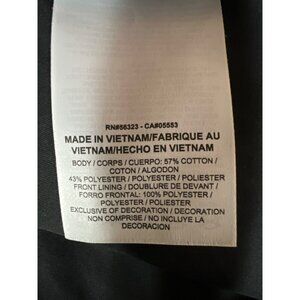 RN#56323 - CA#05553
MADE IN VIETNAM/FABRIQUE AU
VIETNAM/HECHO EN VIETNAM
BODY / CORPS / CUERPO: 57% COTTON /
COTON / ALGODON
43% POLYESTER / POLYESTER / POLIESTER
FRONT LINING / DOUBLURE DE DEVANT /
FORRO FRONTAL: 100% POLYESTER /
POLYESTER / POLIESTER
EXCLUSIVE OF DECORATION / DECORATION
NON COMPRISE / NO INCLUYE LA
DECORACION